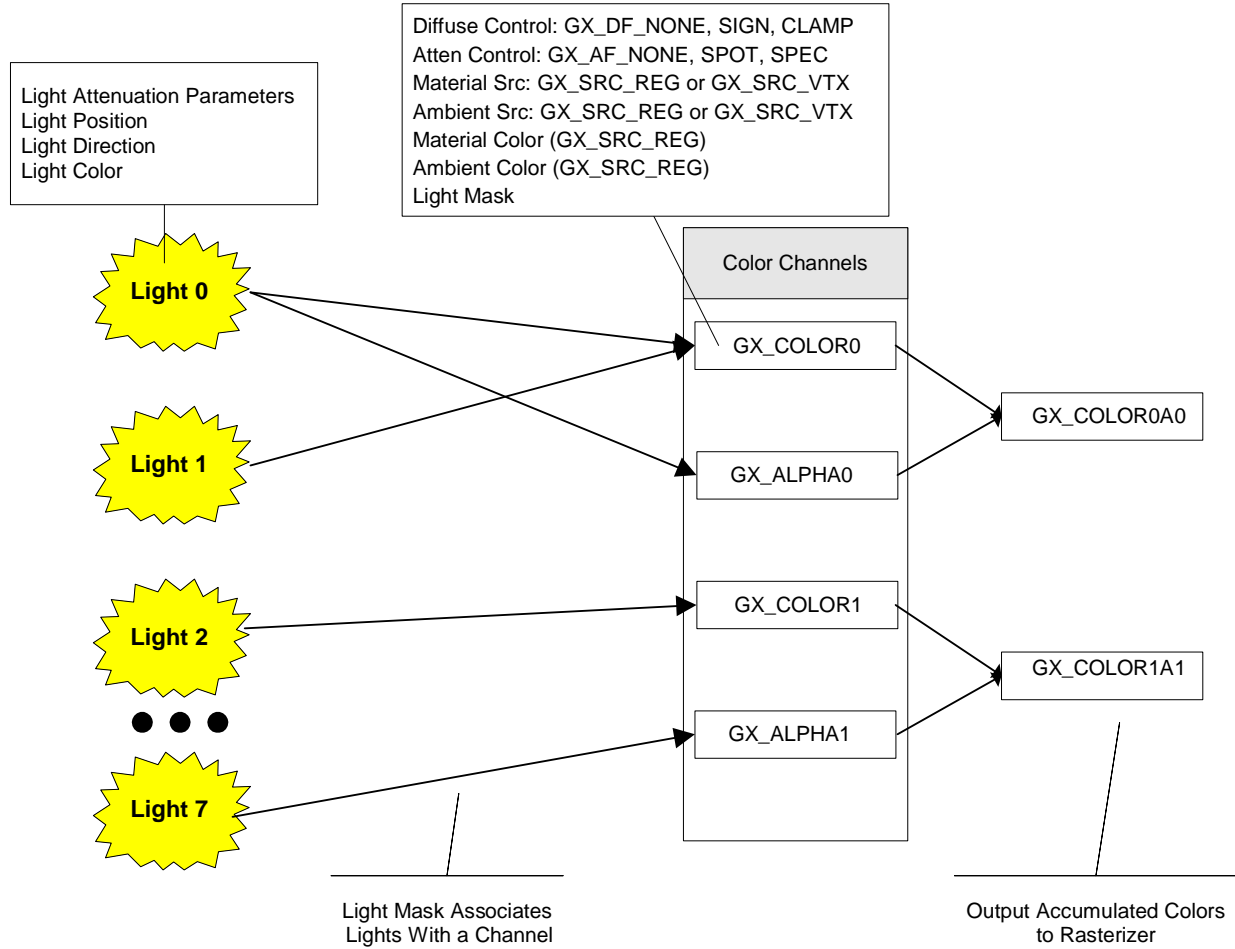 Diffuse Control: GX_DF_NONE, SIGN, CLAMP
Atten Control: GX_AF_NONE, SPOT, SPEC
Material Src: GX_SRC_REG or GX_SRC_VTX
Ambient Src: GX_SRC_REG or GX_SRC_VTX
Material Color (GX_SRC_REG)
Ambient Color (GX_SRC_REG)
Light Mask
Light Attenuation Parameters
Light Position
Light Direction
Light Color
Color Channels
Light 0
GX_COLOR0
GX_COLOR0A0
Light 1
GX_ALPHA0
GX_COLOR1
Light 2
GX_COLOR1A1
GX_ALPHA1
Light 7
Light Mask Associates
Lights With a Channel
Output Accumulated Colors
to Rasterizer